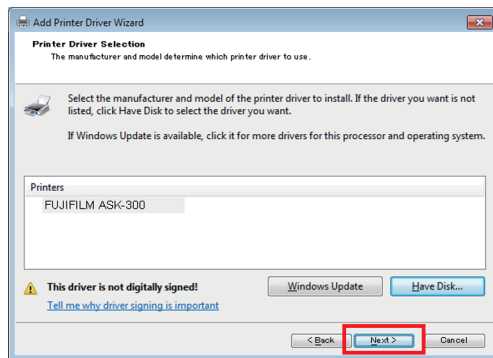 Add Printer Driver Wizard
Printer Driver Selection
The manufacturer and model determine which printer driver to use.
Select the manufacturer and model of the printer driver to install. If the driver you want is not
listed, click Have Disk to select the driver you want.
If Windows Update is available, click it for more drivers for this processor and operating system.
Printers
FUJIFILM ASK-300
This driver is not digitally signed!
Windows Update
Have Disk...
Tell me why driver signing is important
< Back
Next >
Cancel